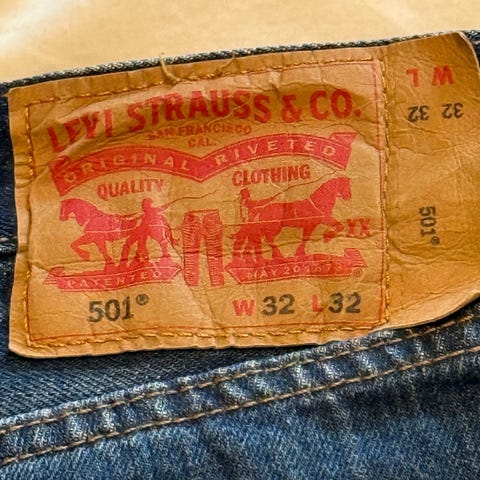 LEVI STRAUSS & CO.
SAN FRANCISCO
CAL.
ORIGINAL RIVETED
QUALITY CLOTHING
XX
PATENTED MAY 20 1873 ®
501® W 32 L 32
W L
32 32
501®